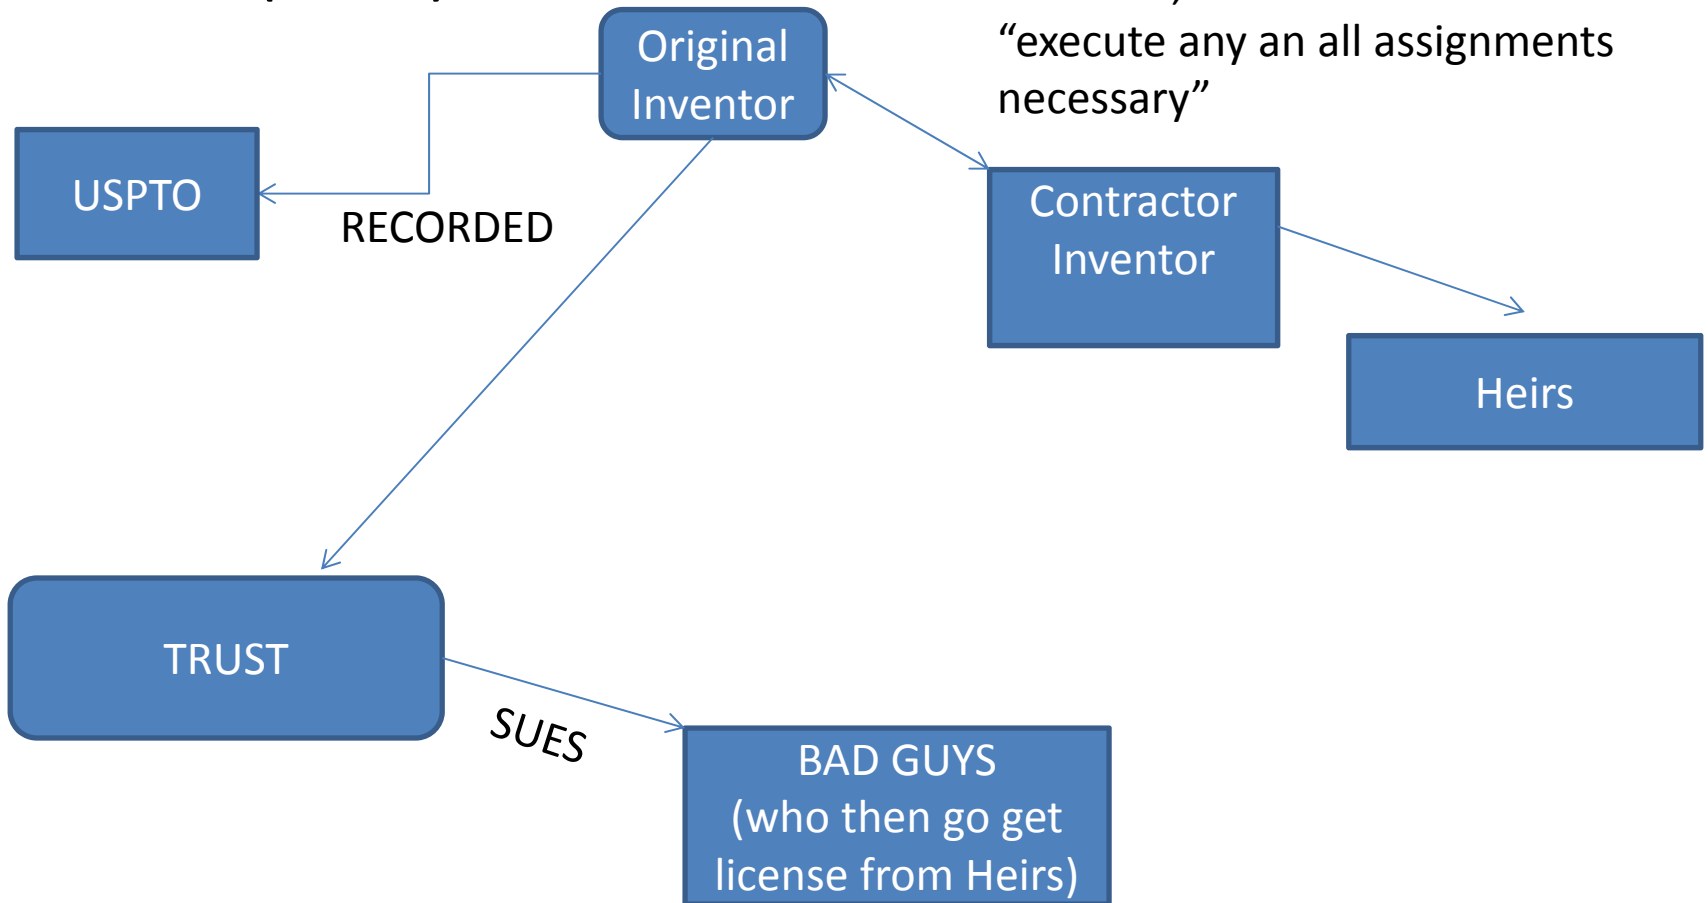 Original
Inventor
“execute any an all assignments
necessary”
USPTO
RECORDED
Contractor
Inventor
Heirs
TRUST
SUES
BAD GUYS
(who then go get
license from Heirs)